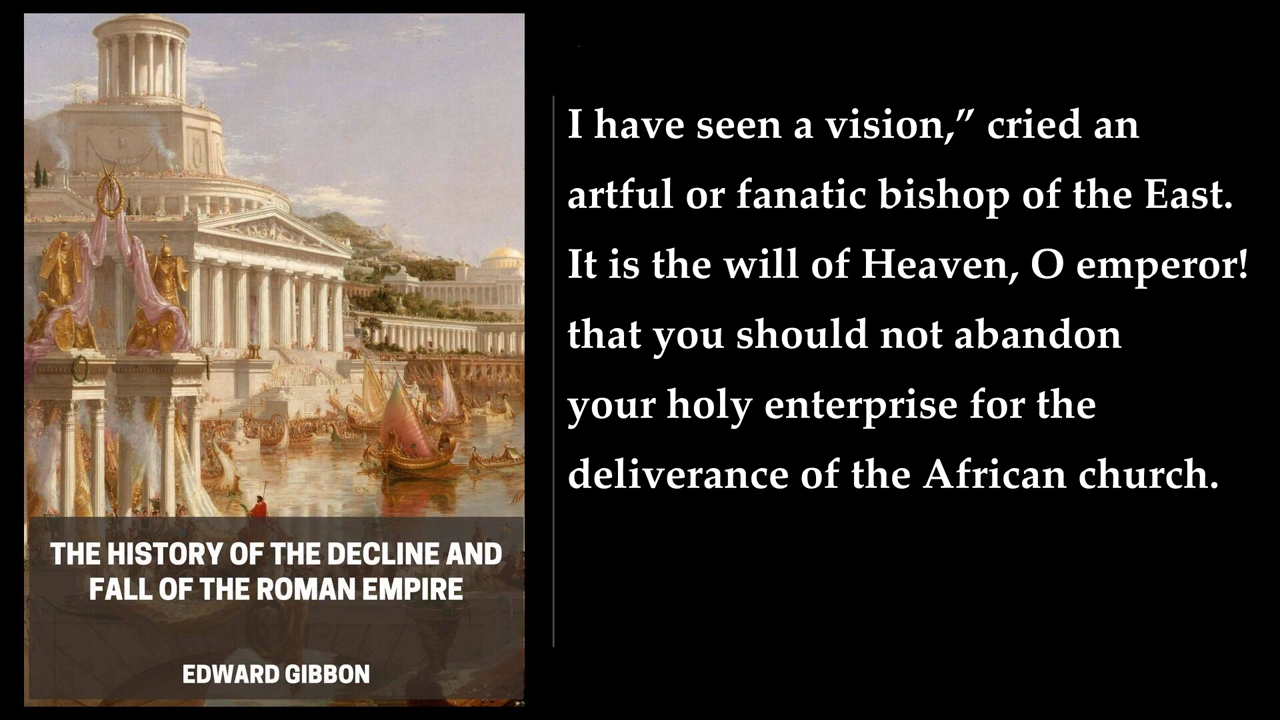 THE HISTORY OF THE DECLINE AND
FALL OF THE ROMAN EMPIRE
EDWARD GIBBON
I have seen a vision,” cried an
artful or fanatic bishop of the East.
It is the will of Heaven, O emperor!
that you should not abandon
your holy enterprise for the
deliverance of the African church.